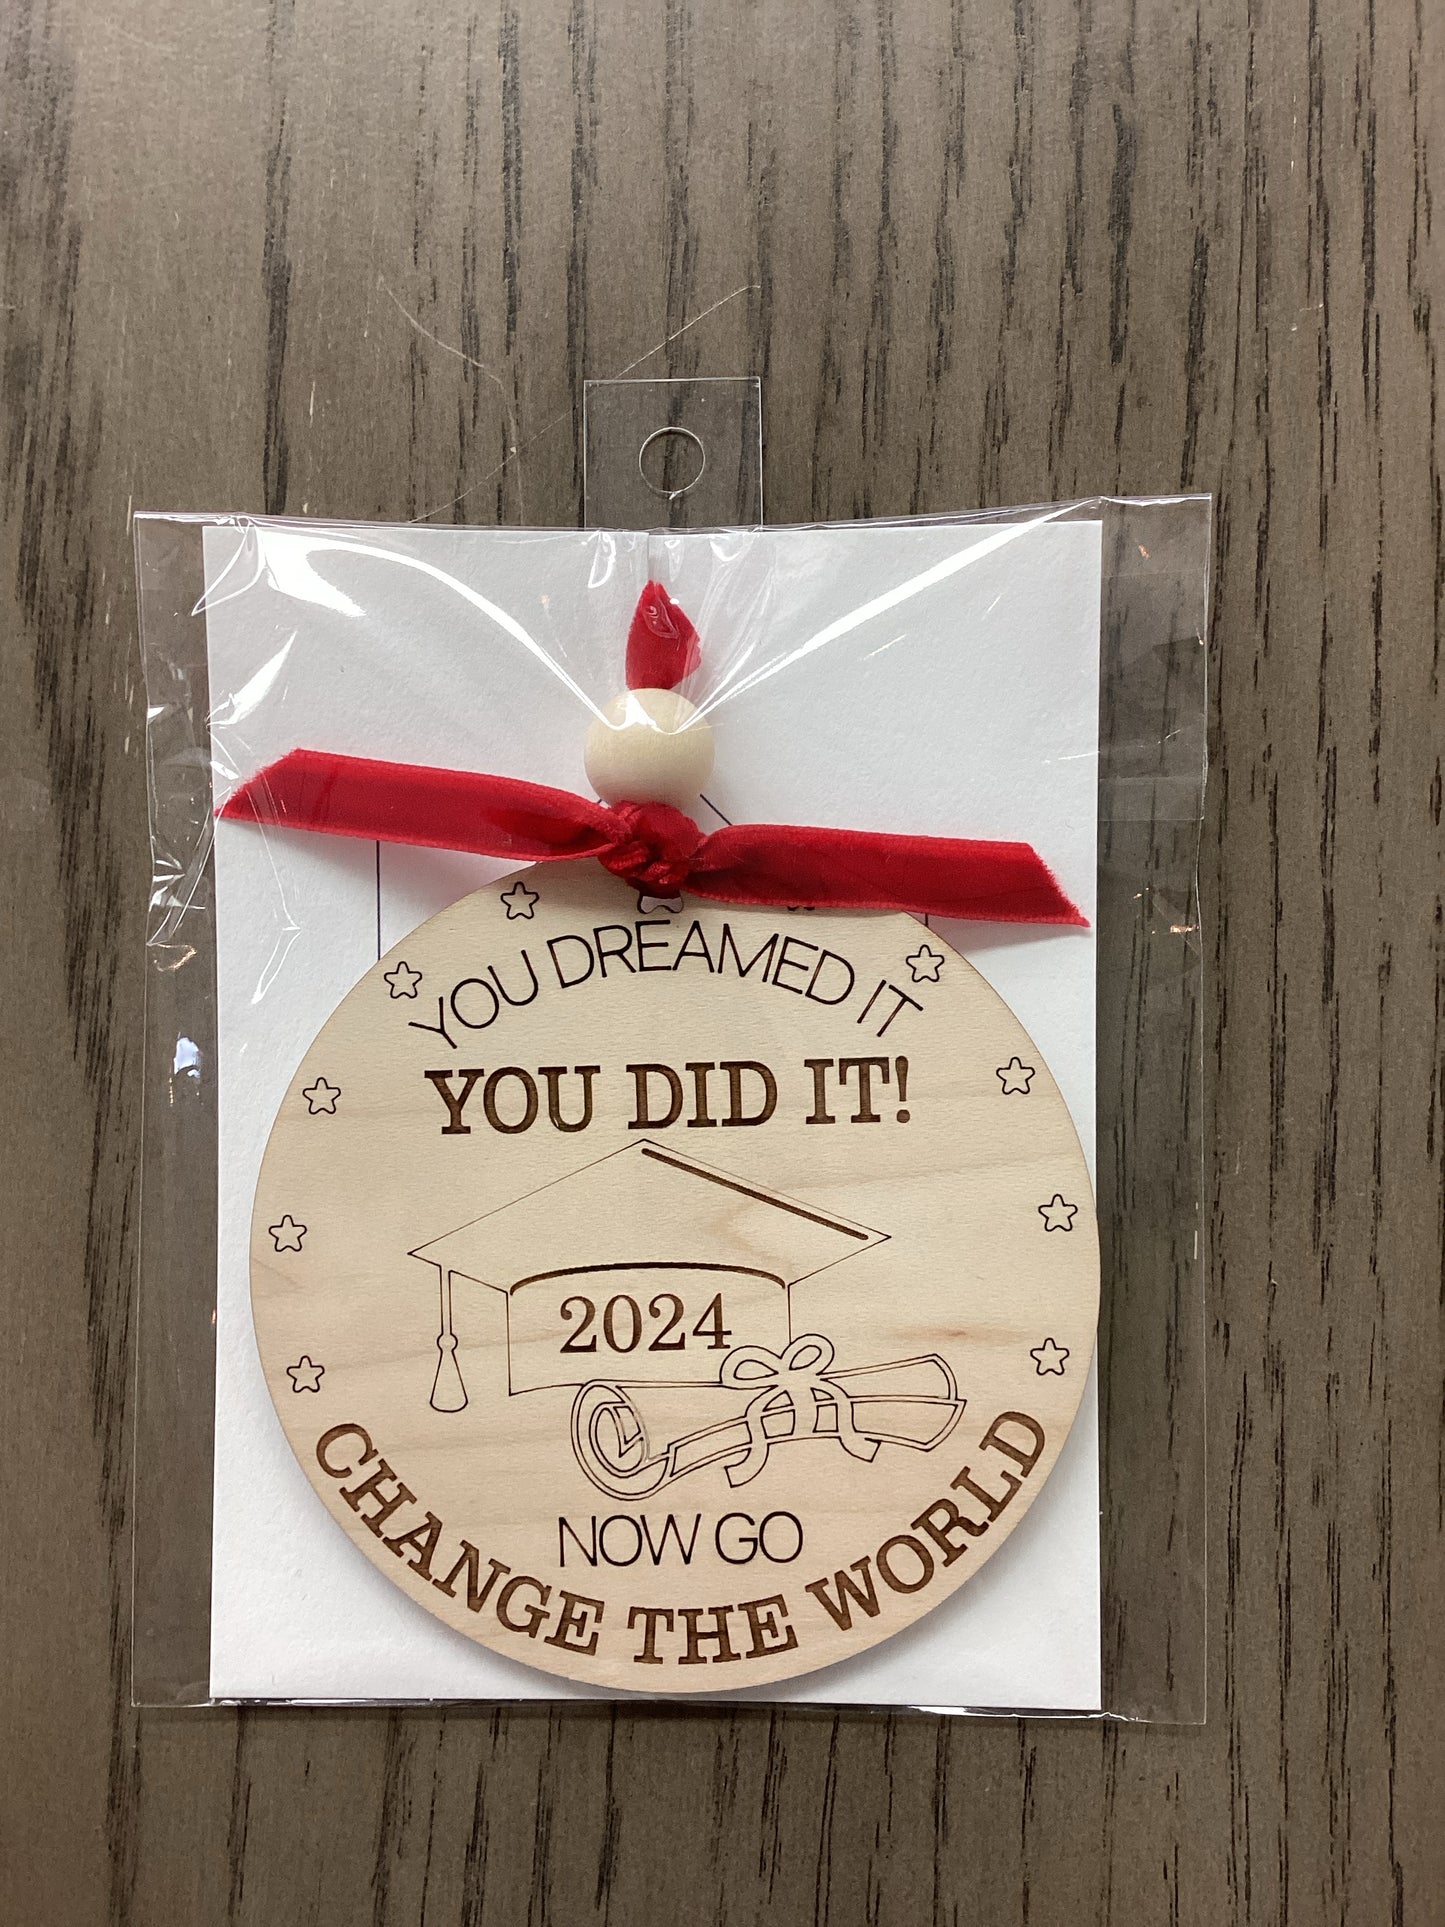 YOU DREAMED IT
YOU DID IT!
2024
NOW GO
CHANGE THE WORLD